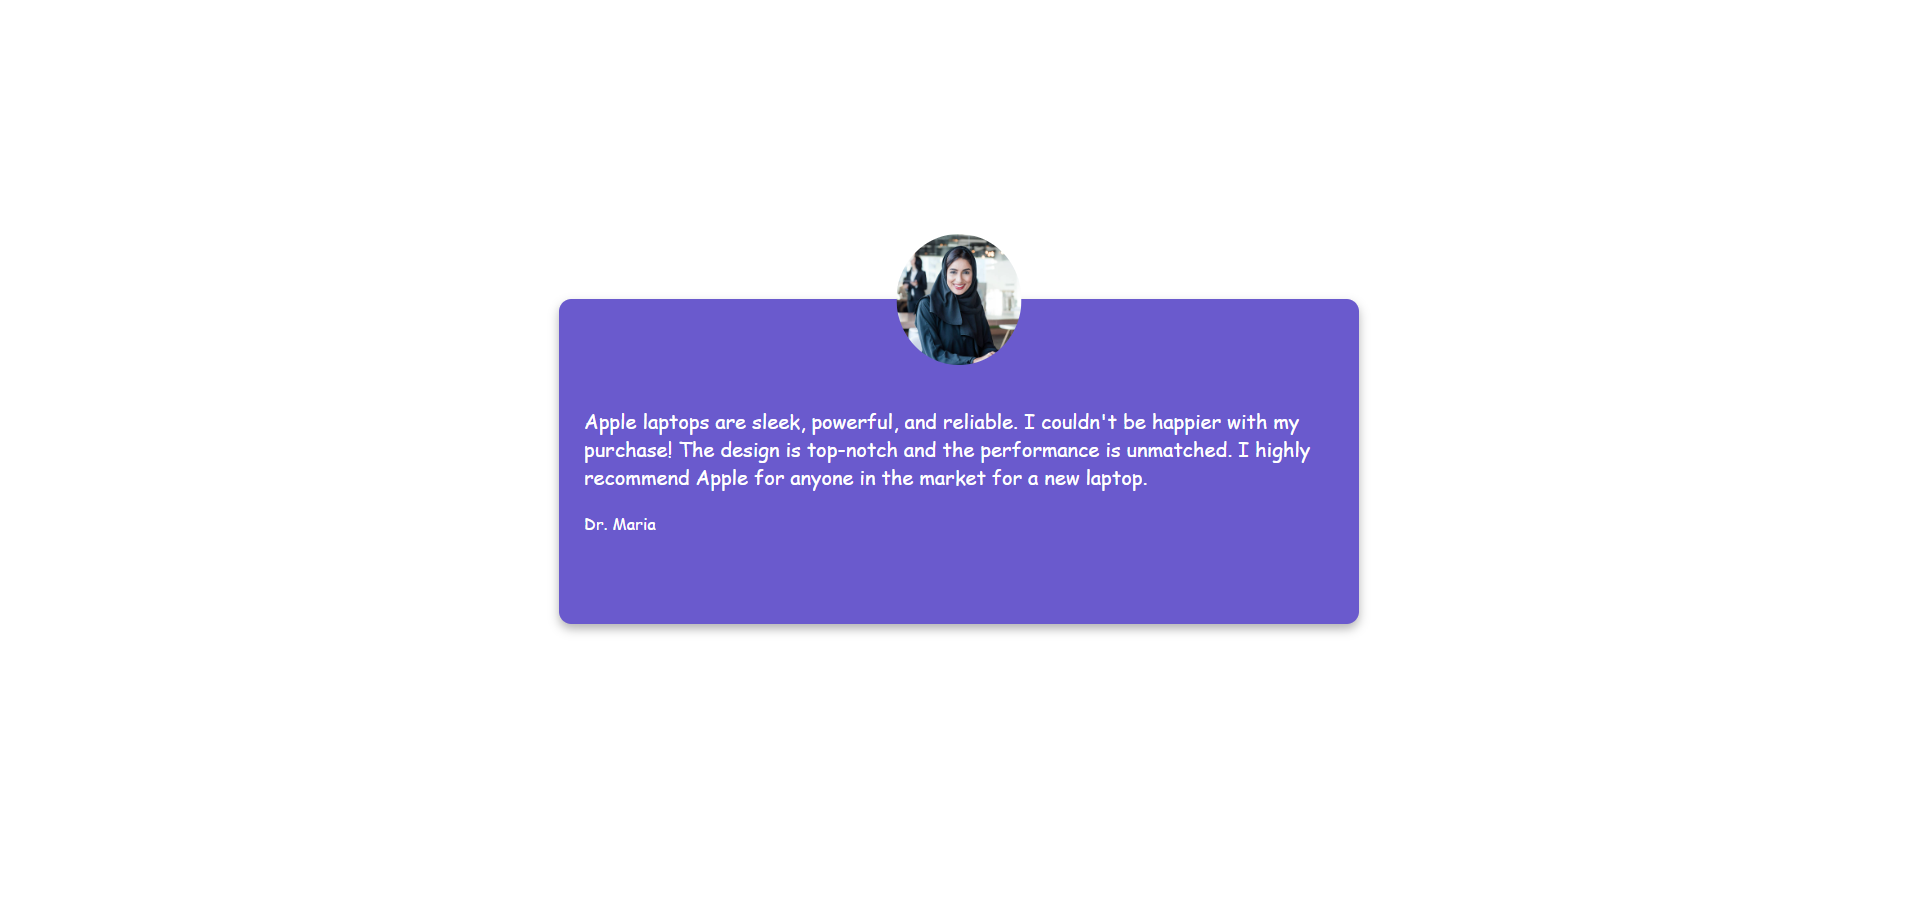 Apple laptops are sleek, powerful, and reliable. I couldn't be happier with my
purchase! The design is top-notch and the performance is unmatched. I highly
recommend Apple for anyone in the market for a new laptop.
Dr. Maria